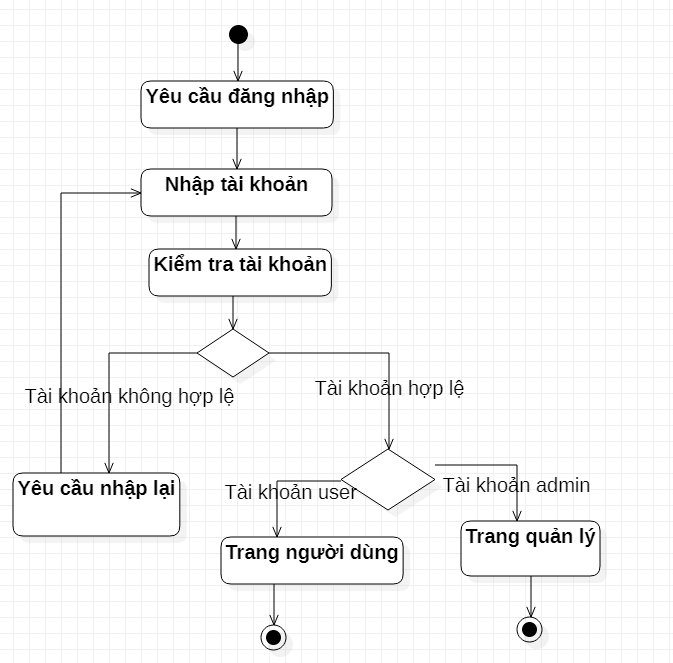 Yêu cầu đăng nhập
Nhập tài khoản
Kiểm tra tài khoản
Tài khoản không hợp lệ
Tài khoản hợp lệ
Yêu cầu nhập lại
Tài khoản user
Tài khoản admin
Trang người dùng
Trang quản lý